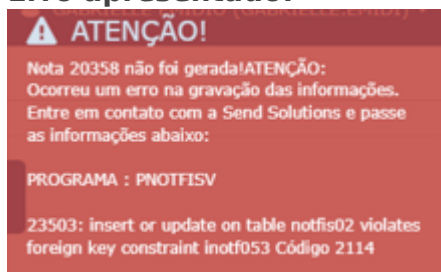 Erro apresentado:
ATENÇÃO!
Nota 20358 não foi gerada!ATENÇÃO:
Ocorreu um erro na gravação das informações.
Entre em contato com a Send Solutions e passe
as informações abaixo:
PROGRAMA : PNOTFISV
23503: insert or update on table notfis02 violates
foreign key constraint inotf053 Código 2114